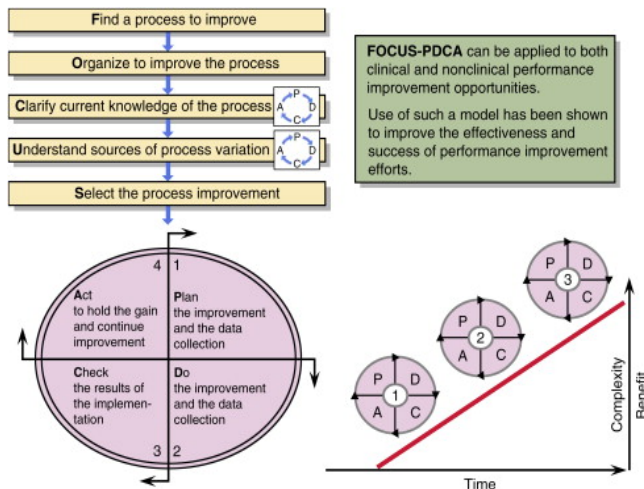 Find a process to improve
Organize to improve the process
Clarify current knowledge of the process
P
A D
C
Understand sources of process variation
P
A D
C
Select the process improvement
FOCUS-PDCA can be applied to both
clinical and nonclinical performance
improvement opportunities.
Use of such a model has been shown
to improve the effectiveness and
success of performance improvement
efforts.
4 1
Act
to hold the gain
and continue
improvement
Plan
the improvement
and the data
collection
Check
the results of
the implemen-
tation
Do
the improvement
and the data
collection
3 2
P D
1
A C
P D
2
A C
P D
3
A C
Complexity
Benefit
Time